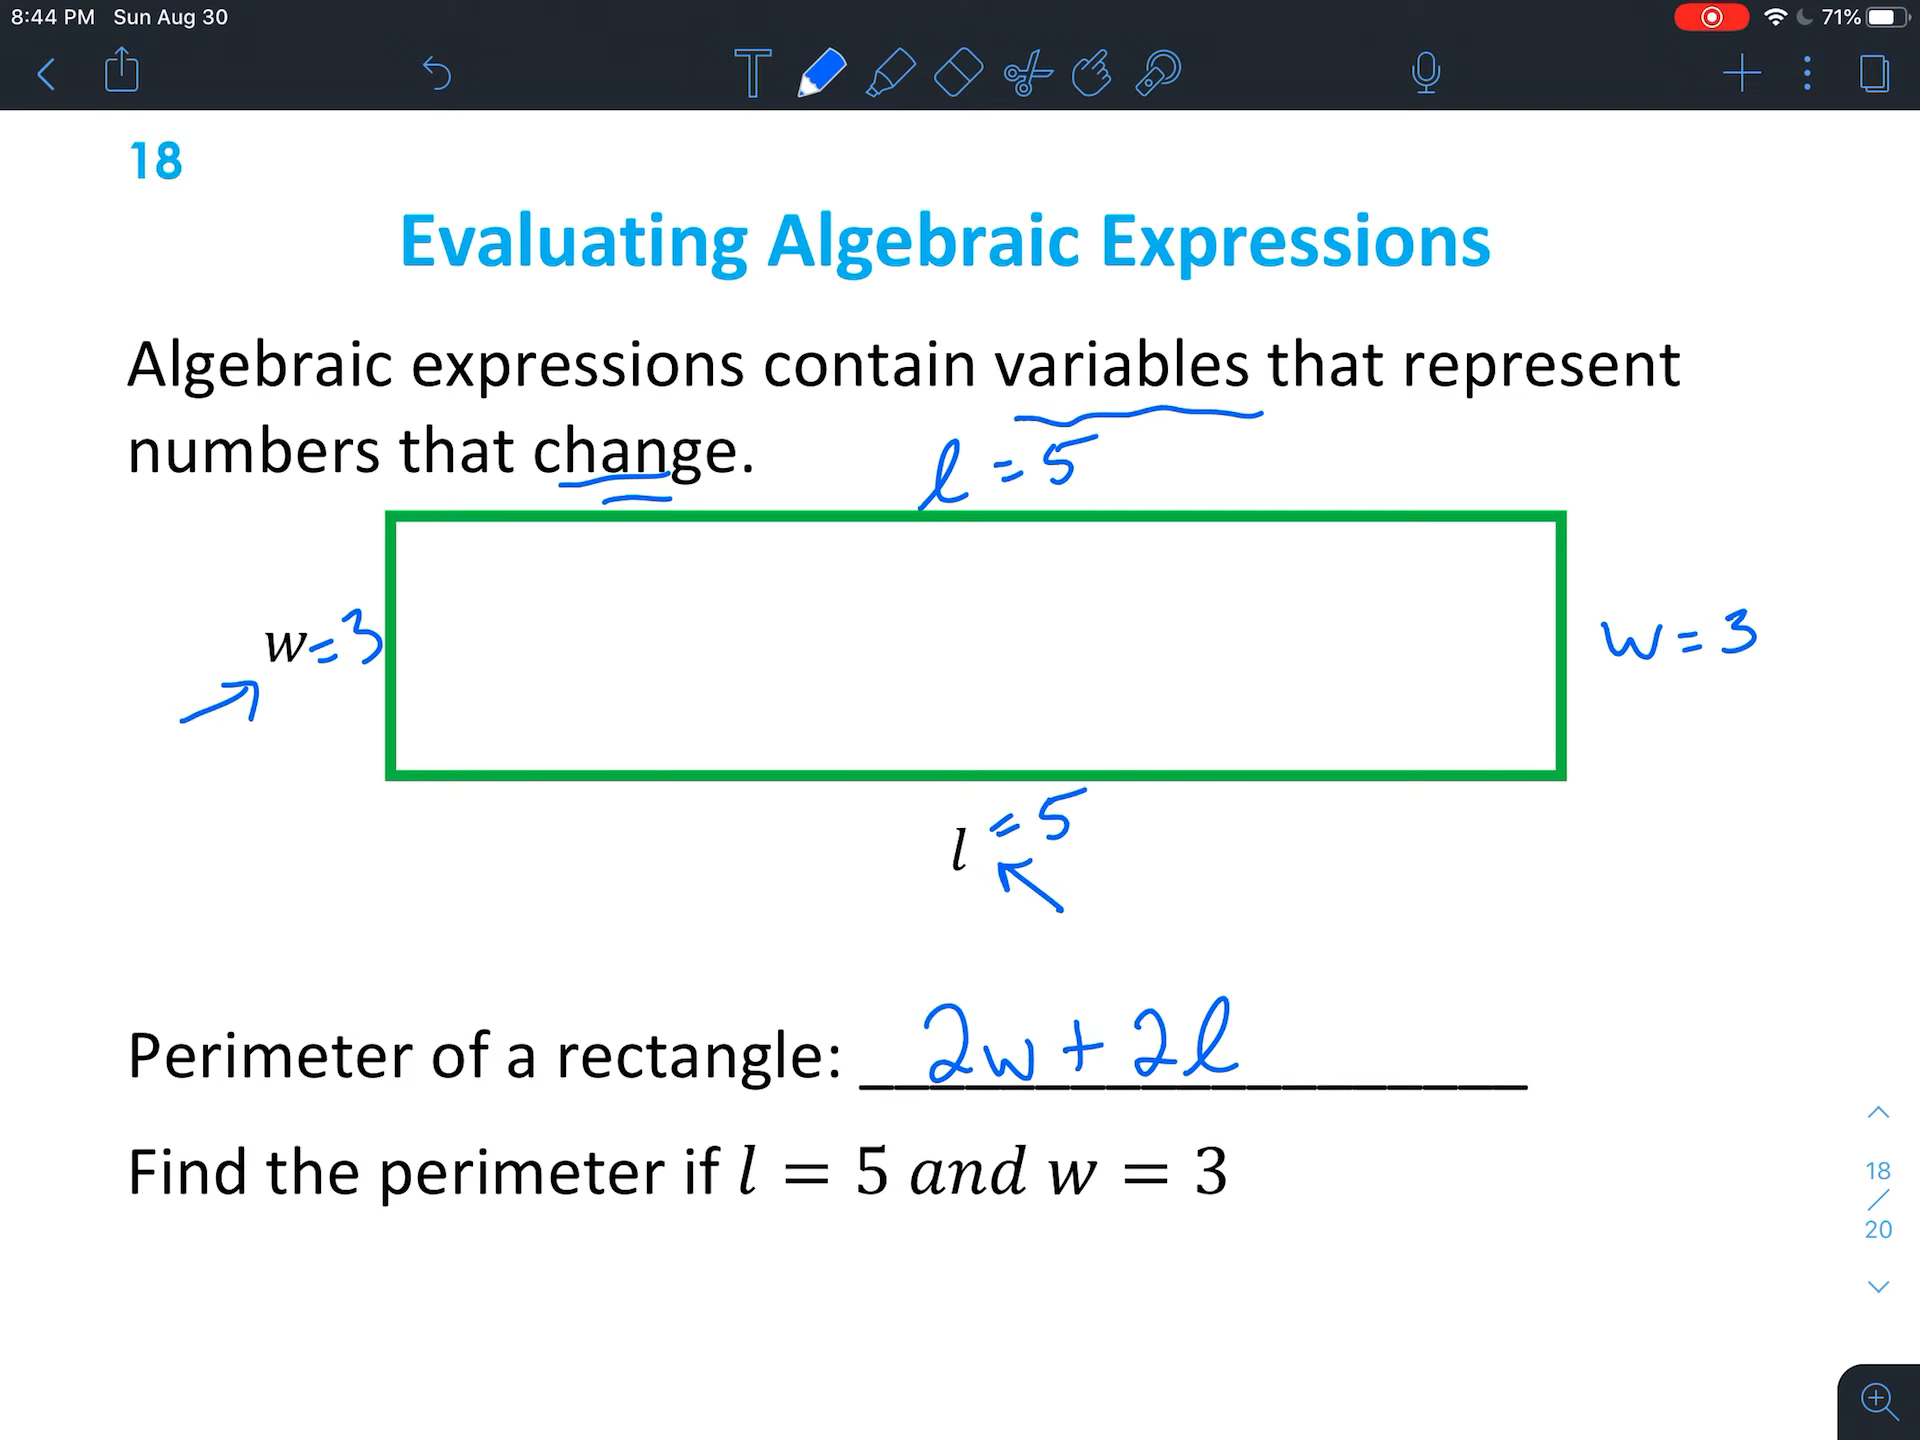 8:44 PM Sun Aug 30
71%
T
18
Evaluating Algebraic Expressions
Algebraic expressions contain variables that represent
numbers that change.
l = 5
w = 3
w = 3
l = 5
Perimeter of a rectangle: 2w + 2l
Find the perimeter if l = 5 and w = 3
18
/
20